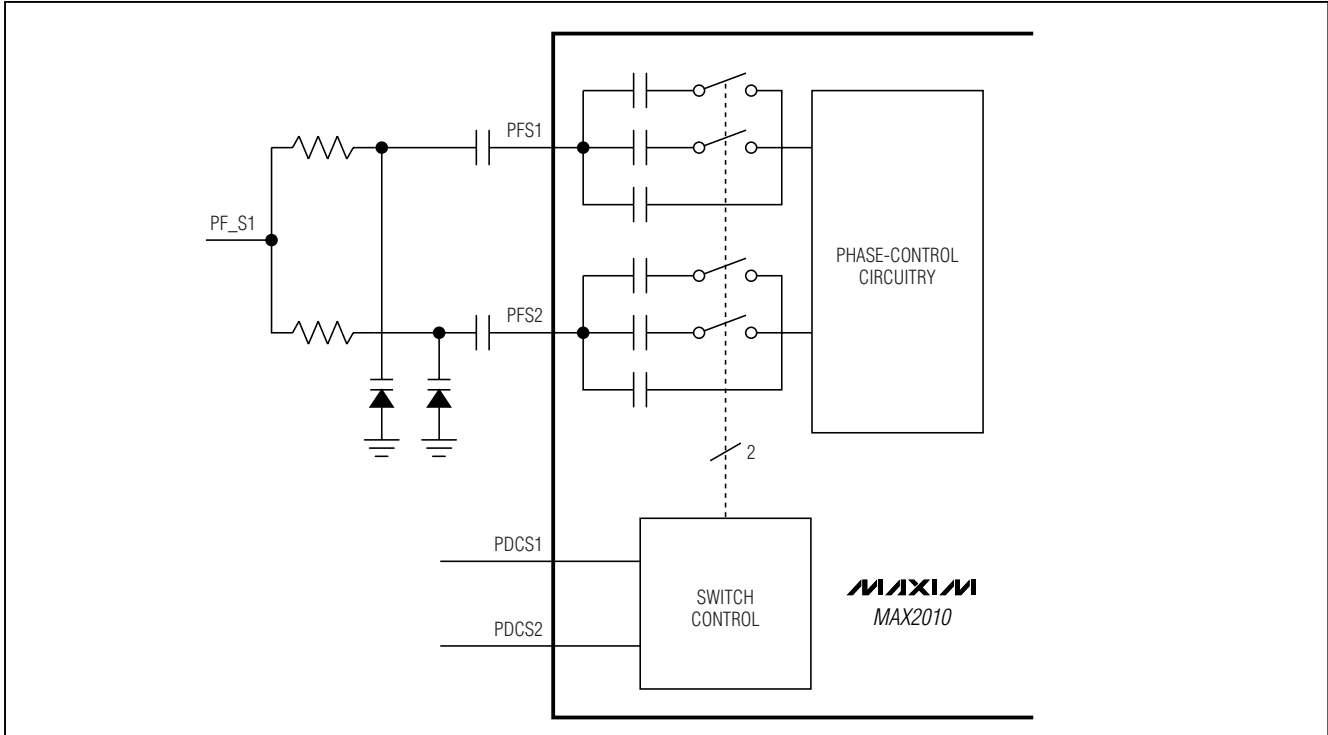 PFS1
PF_S1
PHASE-CONTROL
CIRCUITRY
PFS2
2
PDCS1
SWITCH
CONTROL
MAXIM
MAX2010
PDCS2